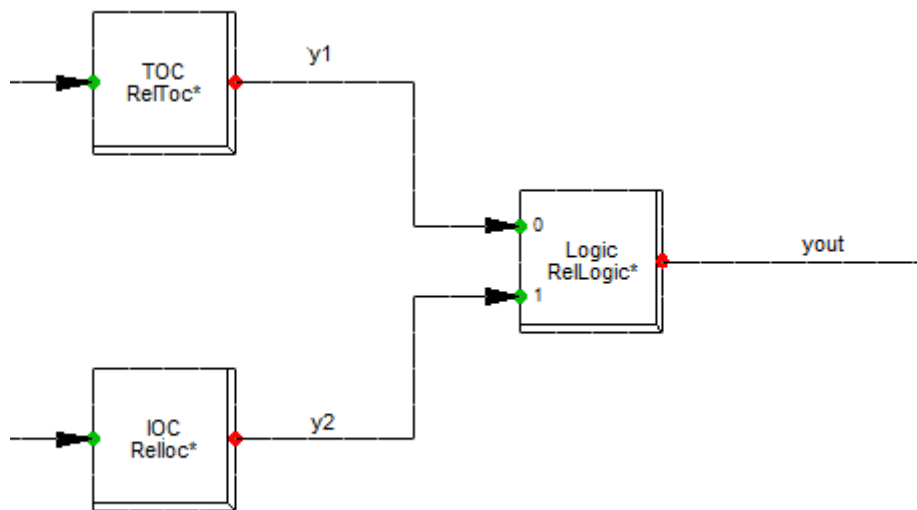 y1
TOC
RelToc*
0
Logic
RelLogic*
yout
1
y2
IOC
RelIoc*